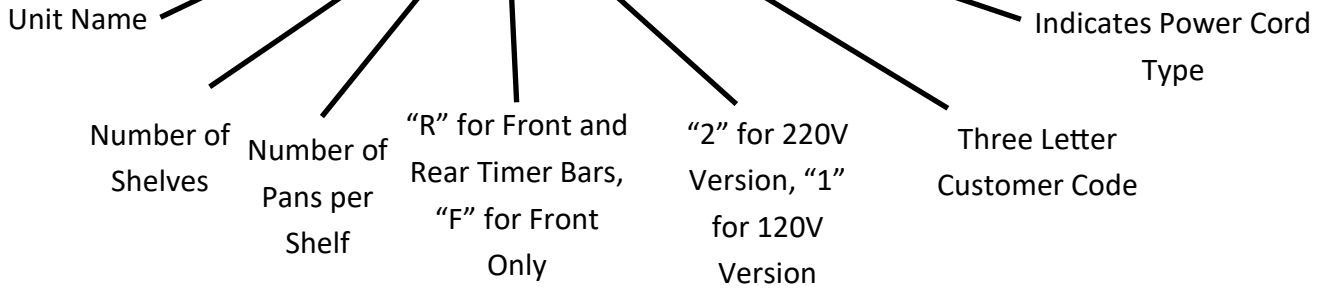 Unit Name
Number of
Shelves
Number of
Pans per
Shelf
“R” for Front and
Rear Timer Bars,
“F” for Front
Only
“2” for 220V
Version, “1”
for 120V
Version
Three Letter
Customer Code
Indicates Power Cord
Type